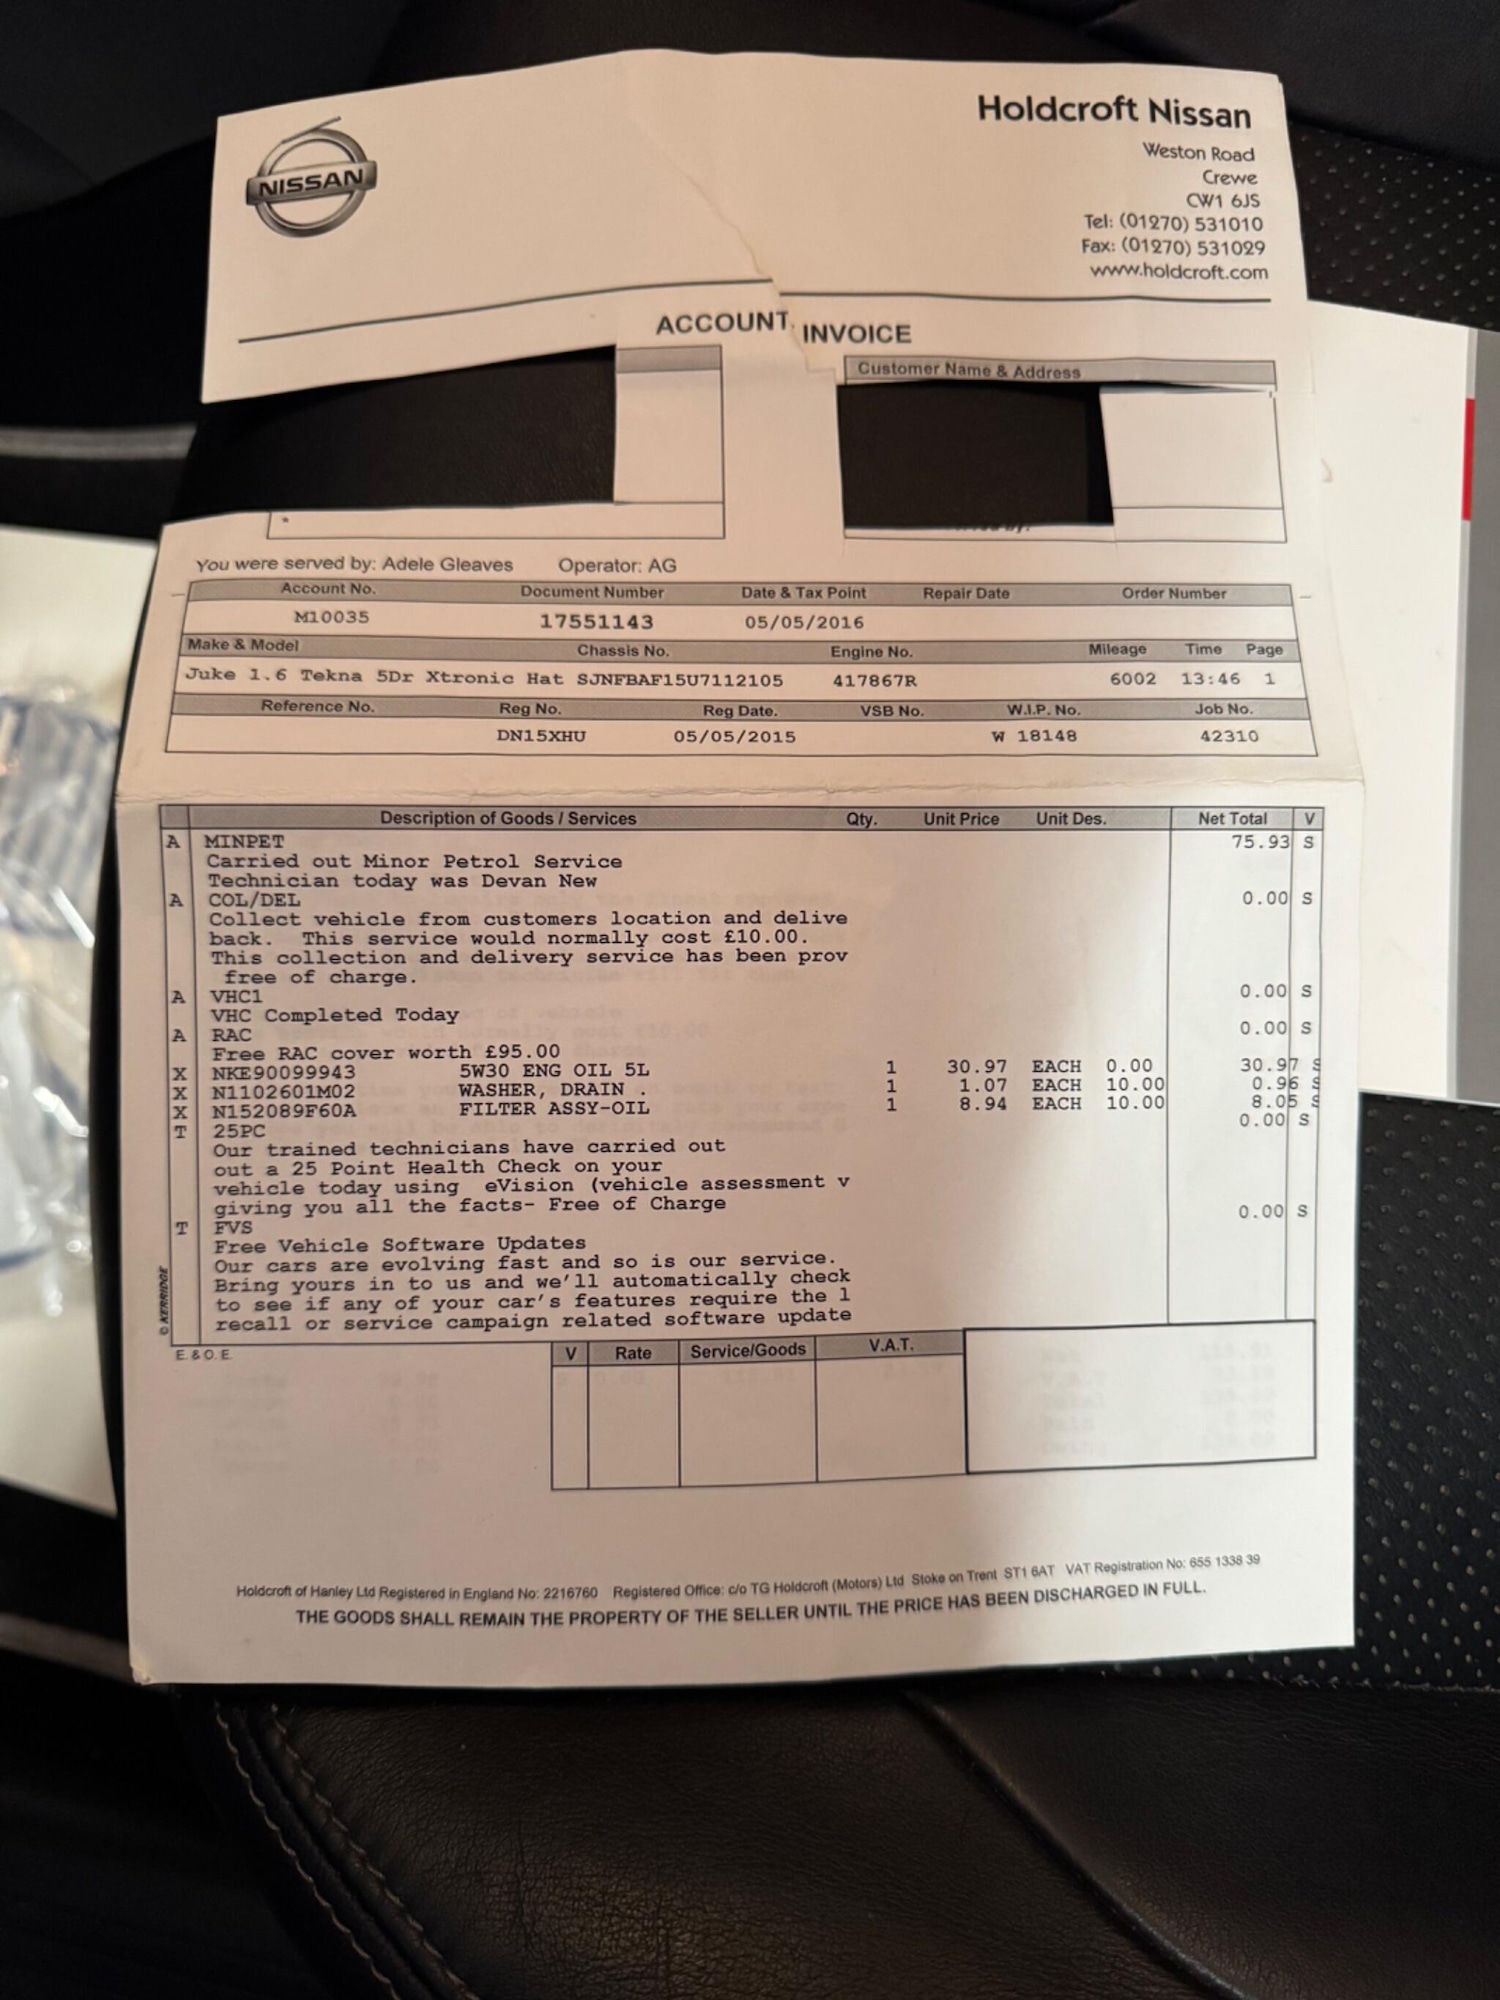 NISSAN
Holdcroft Nissan
Weston Road
Crewe
CW1 6JS
Tel: (01270) 531010
Fax: (01270) 531029
www.holdcroft.com
ACCOUNT INVOICE
Customer Name & Address
*
You were served by: Adele Gleaves Operator: AG
Account No. Document Number Date & Tax Point Repair Date Order Number
M10035 17551143 05/05/2016
Make & Model Chassis No. Engine No. Mileage Time Page
Juke 1.6 Tekna 5Dr Xtronic Hat SJNFBAF15U7112105 417867R 6002 13:46 1
Reference No. Reg No. Reg Date. VSB No. W.I.P. No. Job No.
DN15XHU 05/05/2015 W 18148 42310
Description of Goods / Services Qty. Unit Price Unit Des. Net Total V
A MINPET 75.93 S
Carried out Minor Petrol Service
Technician today was Devan New
A COL/DEL 0.00 S
Collect vehicle from customers location and delive
back. This service would normally cost £10.00.
This collection and delivery service has been prov
free of charge.
A VHC1 0.00 S
VHC Completed Today
A RAC 0.00 S
Free RAC cover worth £95.00
X NKE90099943 5W30 ENG OIL 5L 1 30.97 EACH 0.00 30.97 S
X N1102601M02 WASHER, DRAIN . 1 1.07 EACH 10.00 0.96 S
X N152089F60A FILTER ASSY-OIL 1 8.94 EACH 10.00 8.05 S
T 25PC 0.00 S
Our trained technicians have carried out
out a 25 Point Health Check on your
vehicle today using eVision (vehicle assessment v
giving you all the facts- Free of Charge
T FVS 0.00 S
Free Vehicle Software Updates
Our cars are evolving fast and so is our service.
Bring yours in to us and we'll automatically check
to see if any of your car's features require the l
recall or service campaign related software update
© KERRIDGE
E. & O. E.
V Rate Service/Goods V.A.T.
Holdcroft of Hanley Ltd Registered in England No: 2216760 Registered Office: c/o TG Holdcroft (Motors) Ltd Stoke on Trent ST1 6AT VAT Registration No: 655 1338 39
THE GOODS SHALL REMAIN THE PROPERTY OF THE SELLER UNTIL THE PRICE HAS BEEN DISCHARGED IN FULL.